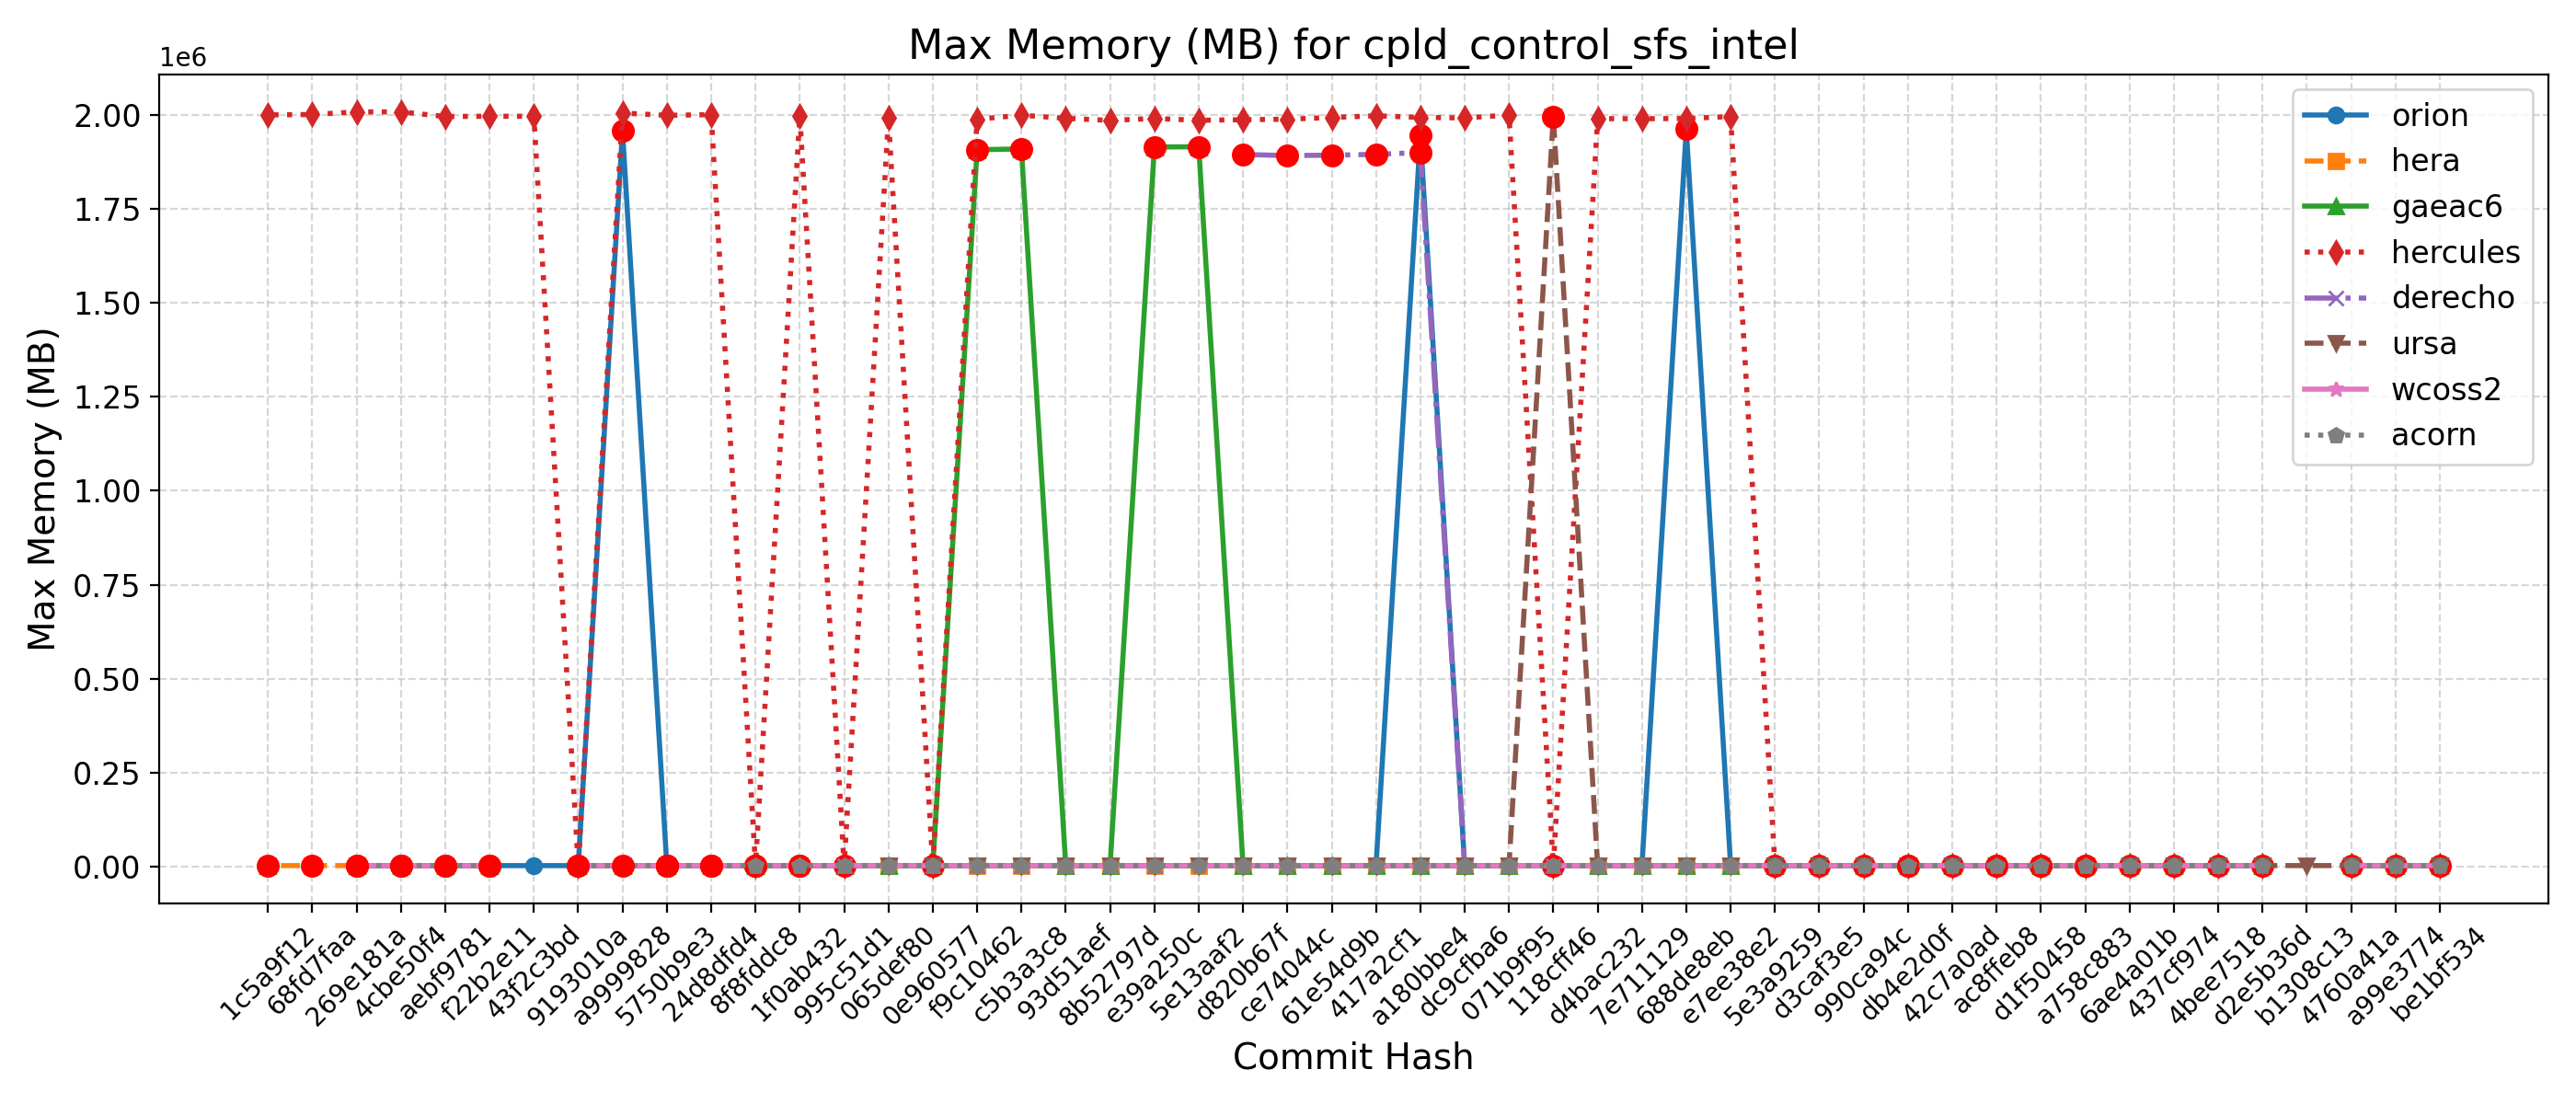 Max Memory (MB) for cpld_control_sfs_intel
1e6
2.00
1.75
1.50
1.25
1.00
0.75
0.50
0.25
0.00
Max Memory (MB)
orion
hera
gaeac6
hercules
derecho
ursa
wcoss2
acorn
1c5a9f12
68fd7faa
269e181a
4cbe50f4
aebf9781
f22b2e11
43f2c3bd
9193010a
a9999828
5750b9e3
24d8dfd4
8f8fddc8
1f0ab432
995c51d1
065def80
0e960577
f9c10462
c5b3a3c8
93d51aef
8b52797d
e39a250c
5e13aaf2
d820b67f
ce74044c
61e54d9b
417a2cf1
a180bbe4
dc9cfba6
071b9f95
118cff46
d4bac232
7e711129
688de8eb
e7ee38e2
5e3a9259
d3caf3e5
990ca94c
db4e2d0f
42c7a0ad
ac8ffeb8
d1f50458
a758c883
6ae4a01b
437cf974
4bee7518
d2e5b36d
b1308c13
4760a41a
a99e3774
be1bf534
Commit Hash